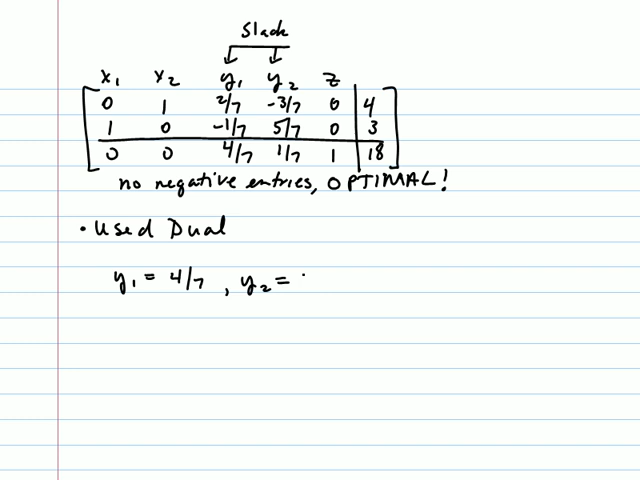 Slack
x₁ x₂ y₁ y₂ z
0 1 2/7 -3/7 0 4
1 0 -1/7 5/7 0 3
0 0 4/7 1/7 1 18
no negative entries, OPTIMAL!
• Used Dual
y₁ = 4/7 , y₂ =